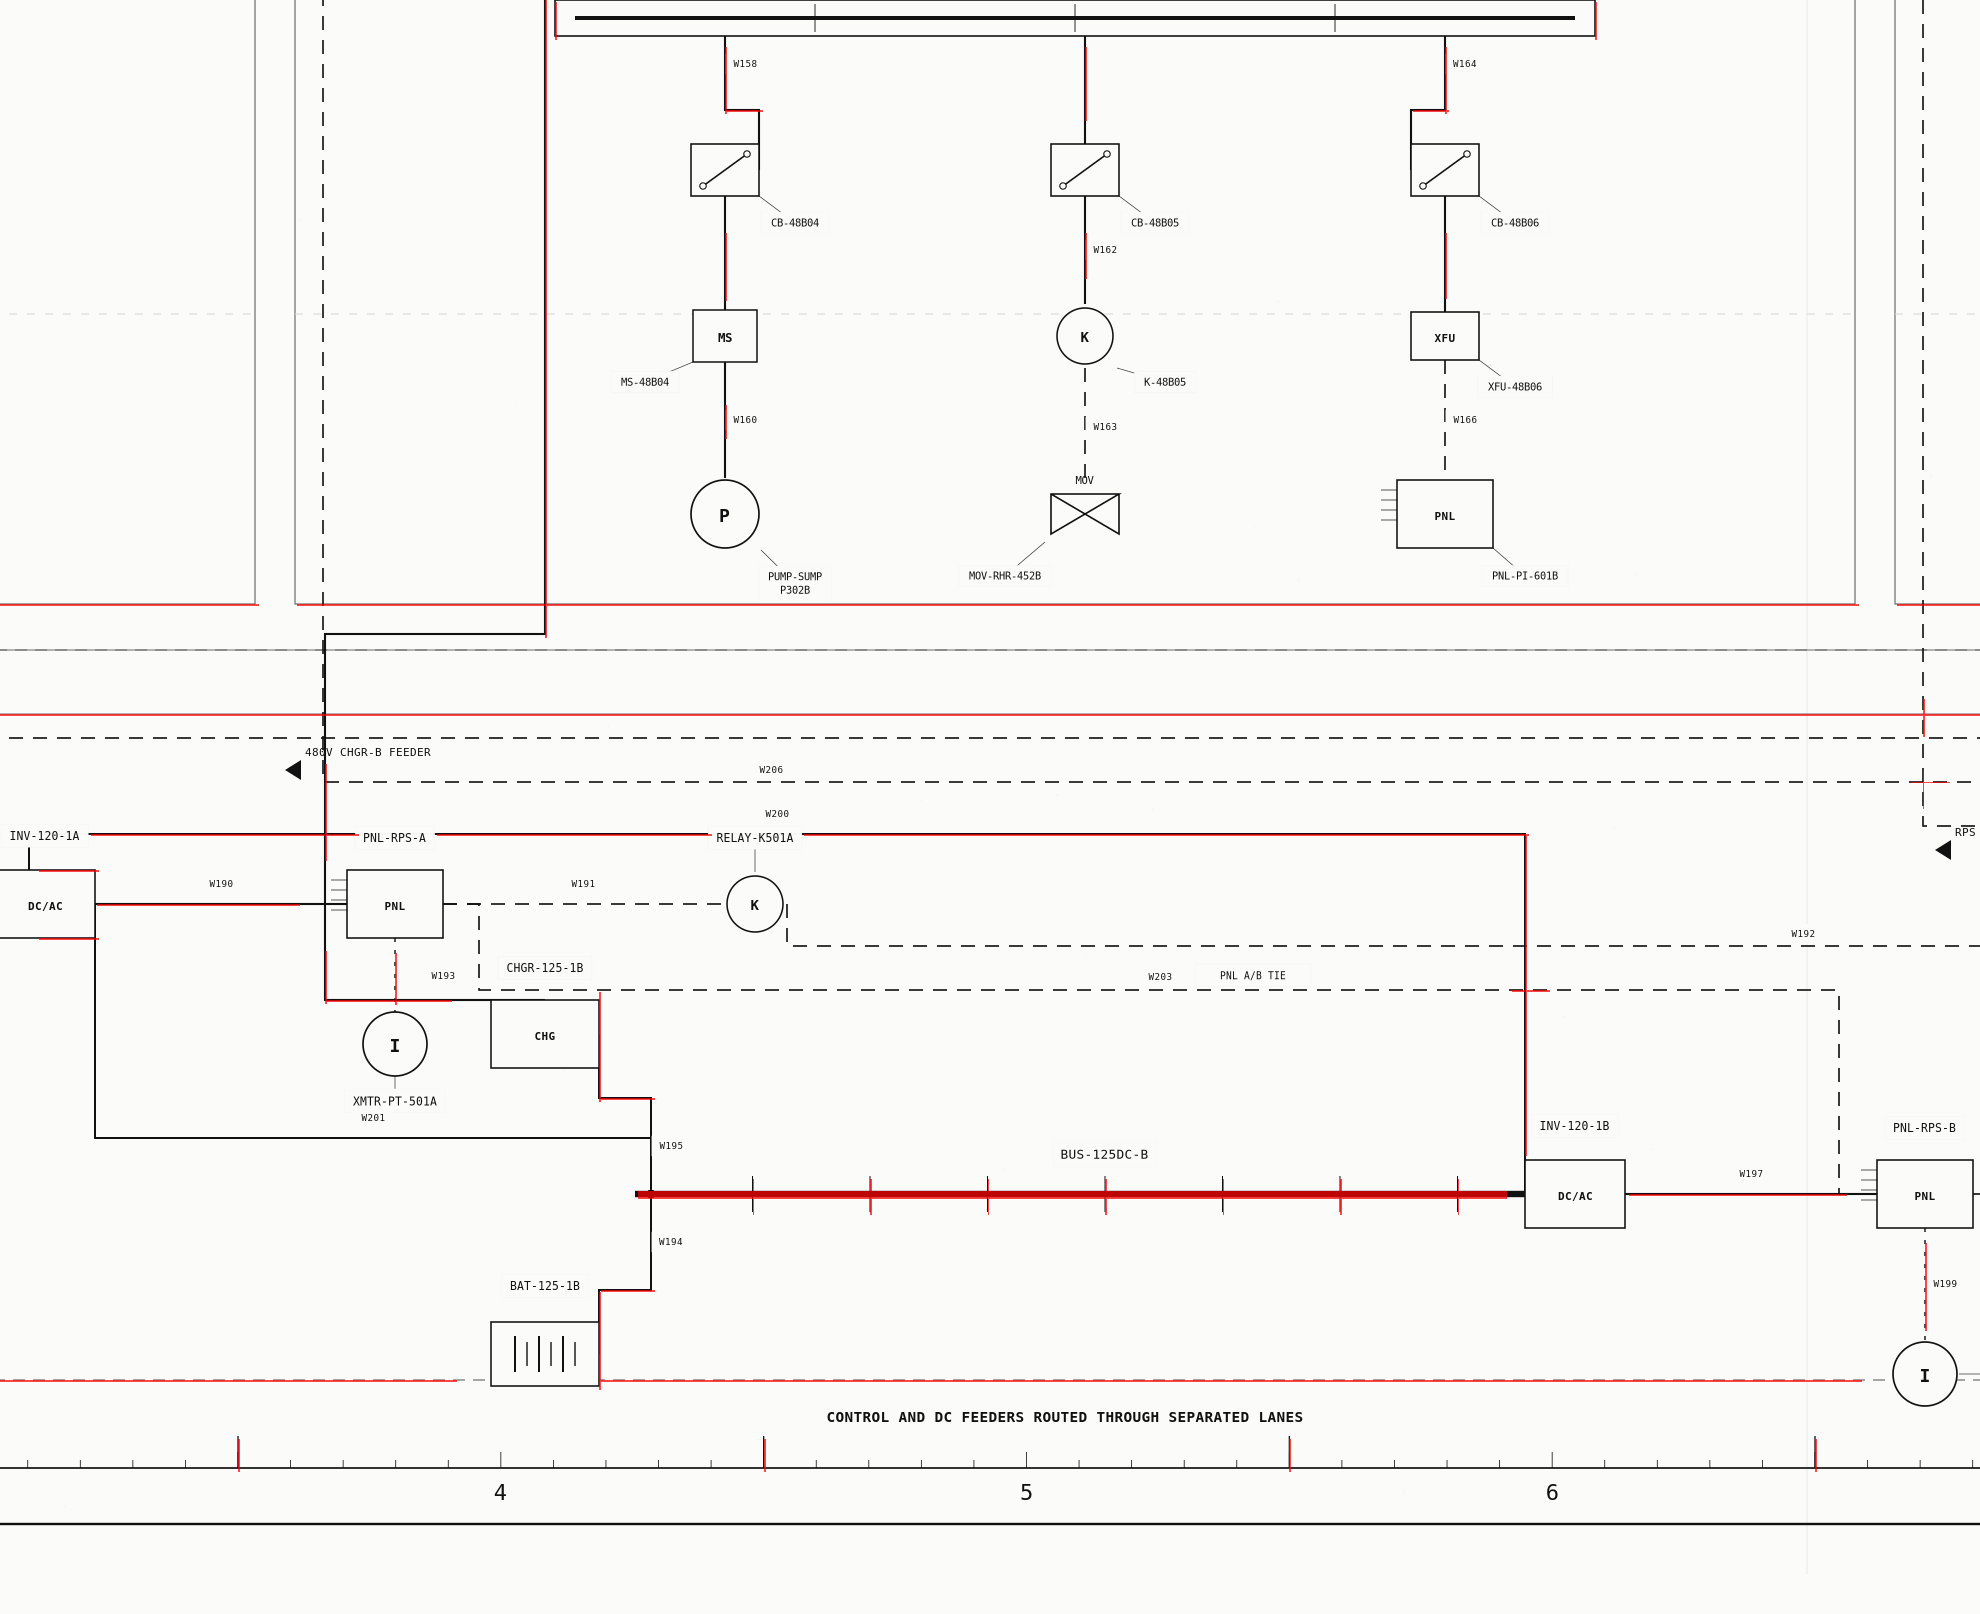 W158
W164
CB-48B04
CB-48B05
CB-48B06
W162
MS
K
XFU
MS-48B04
K-48B05
XFU-48B06
W160
W163
W166
MOV
P
PNL
PUMP-SUMP
P302B
MOV-RHR-452B
PNL-PI-601B
480V CHGR-B FEEDER
W206
W200
RPS
INV-120-1A
PNL-RPS-A
RELAY-K501A
W190
W191
DC/AC
PNL
K
W192
W193
CHGR-125-1B
W203
PNL A/B TIE
I
CHG
XMTR-PT-501A
W201
W195
BUS-125DC-B
INV-120-1B
PNL-RPS-B
W197
DC/AC
PNL
W194
BAT-125-1B
W199
I
CONTROL AND DC FEEDERS ROUTED THROUGH SEPARATED LANES
4
5
6